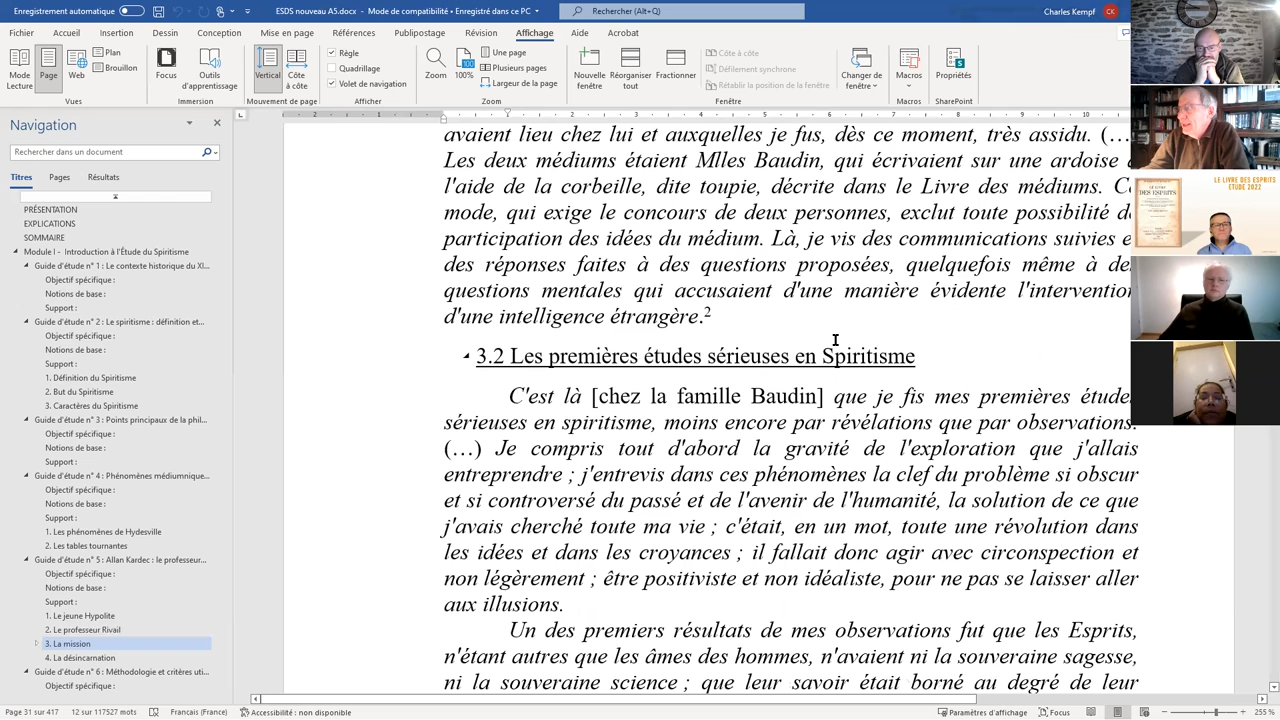 Enregistrement automatique
ESDS nouveau A5.docx - Mode de compatibilité • Enregistré dans ce PC
Rechercher (Alt+Q)
Charles Kempf
CK
Fichier
Accueil
Insertion
Dessin
Conception
Mise en page
Références
Publipostage
Révision
Affichage
Aide
Acrobat
Mode Lecture
Page
Web
Plan
Brouillon
Vues
Focus
Outils d'apprentissage
Immersion
Vertical
Côte à côte
Mouvement de page
Règle
Quadrillage
Volet de navigation
Afficher
Zoom
100%
Une page
Plusieurs pages
Largeur de la page
Zoom
Nouvelle fenêtre
Réorganiser tout
Fractionner
Côte à côte
Défilement synchrone
Rétablir la position de la fenêtre
Fenêtre
Changer de fenêtre
Macros
Macros
Propriétés
SharePoint
Navigation
Rechercher dans un document
Titres
Pages
Résultats
PRÉSENTATION
EXPLICATIONS
SOMMAIRE
Module I - Introduction à l'Étude du Spiritisme
Guide d'étude n° 1 : Le contexte historique du XI...
Objectif spécifique :
Notions de base :
Support :
Guide d'étude n° 2 : Le spiritisme : définition et...
Objectif spécifique :
Notions de base :
Support :
1. Définition du Spiritisme
2. But du Spiritisme
3. Caractères du Spiritisme
Guide d'étude n° 3 : Points principaux de la phil...
Objectif spécifique :
Notions de base :
Support :
Guide d'étude n° 4 : Phénomènes médiumnique...
Objectif spécifique :
Notions de base :
Support :
1. Les phénomènes de Hydesville
2. Les tables tournantes
Guide d'étude n° 5 : Allan Kardec : le professeur...
Objectif spécifique :
Notions de base :
Support :
1. Le jeune Hypolite
2. Le professeur Rivail
3. La mission
4. La désincarnation
Guide d'étude n° 6 : Méthodologie et critères uti...
Objectif spécifique :
avaient lieu chez lui et auxquelles je fus, dès ce moment, très assidu. (…
Les deux médiums étaient Mlles Baudin, qui écrivaient sur une ardoise
l'aide de la corbeille, dite toupie, décrite dans le Livre des médiums. C
mode, qui exige le concours de deux personnes, exclut toute possibilité d
participation des idées du médium. Là, je vis des communications suivies e
des réponses faites à des questions proposées, quelquefois même à de
questions mentales qui accusaient d'une manière évidente l'intervention
d'une intelligence étrangère.2
3.2 Les premières études sérieuses en Spiritisme
C'est là [chez la famille Baudin] que je fis mes premières étude
sérieuses en spiritisme, moins encore par révélations que par observations.
(…) Je compris tout d'abord la gravité de l'exploration que j'allais
entreprendre ; j'entrevis dans ces phénomènes la clef du problème si obscur
et si controversé du passé et de l'avenir de l'humanité, la solution de ce que
j'avais cherché toute ma vie ; c'était, en un mot, toute une révolution dans
les idées et dans les croyances ; il fallait donc agir avec circonspection et
non légèrement ; être positiviste et non idéaliste, pour ne pas se laisser aller
aux illusions.
Un des premiers résultats de mes observations fut que les Esprits,
n'étant autres que les âmes des hommes, n'avaient ni la souveraine sagesse,
ni la souveraine science ; que leur savoir était borné au degré de leur
LE LIVRE DES ESPRITS
ETUDE 2022
LE LIVRE
DES ESPRITS
Page 31 sur 417
12 sur 117527 mots
Français (France)
Accessibilité : non disponible
Paramètres d'affichage
Focus
255 %